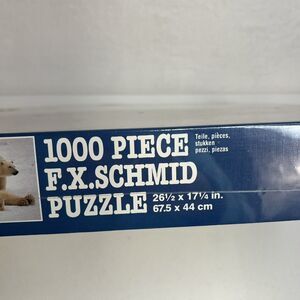 1000 PIECE
Teile, pièces,
stukken
pezzi, piezas
F.X.SCHMID
PUZZLE
26½ x 17¼ in.
67.5 x 44 cm